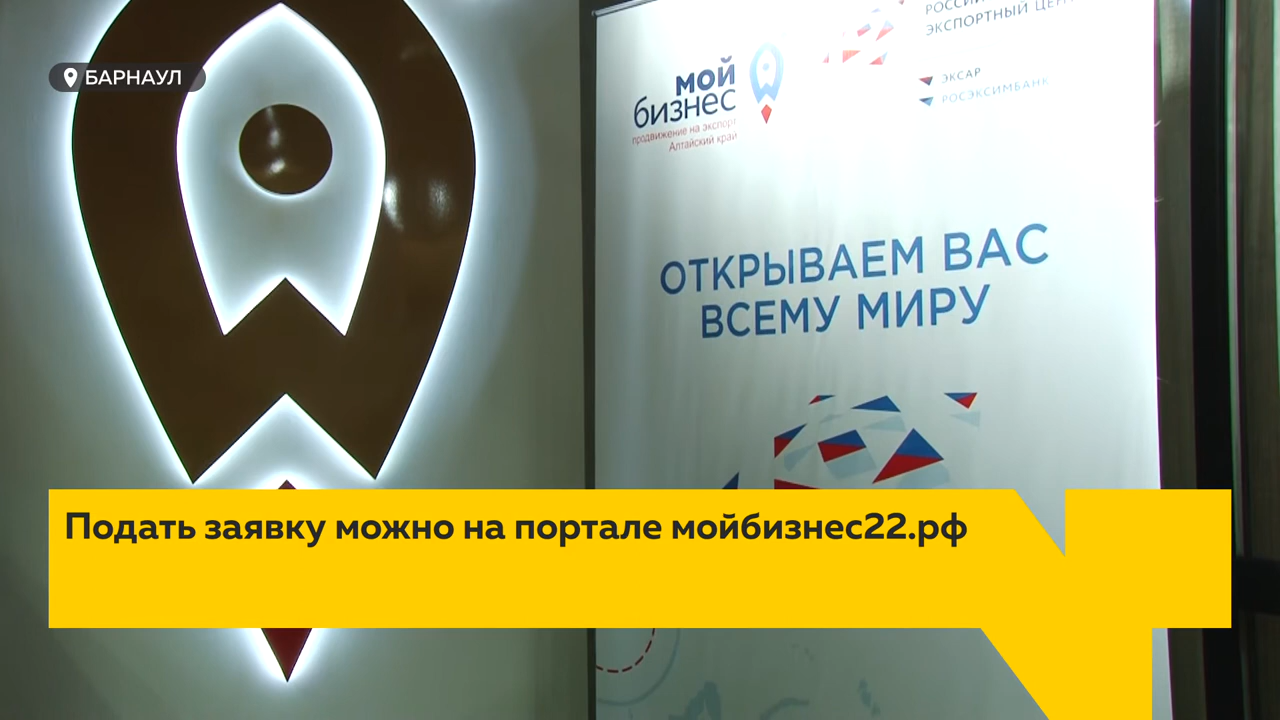 БАРНАУЛ
МОЙ
бизнес
продвижение на экспорт
Алтайский край
ЭКСПОРТНЫЙ
ЭКСАР
РОСЭКСИМБАНК
ОТКРЫВАЕМ ВАС
ВСЕМУ МИРУ
Подать заявку можно на портале мойбизнес22.рф